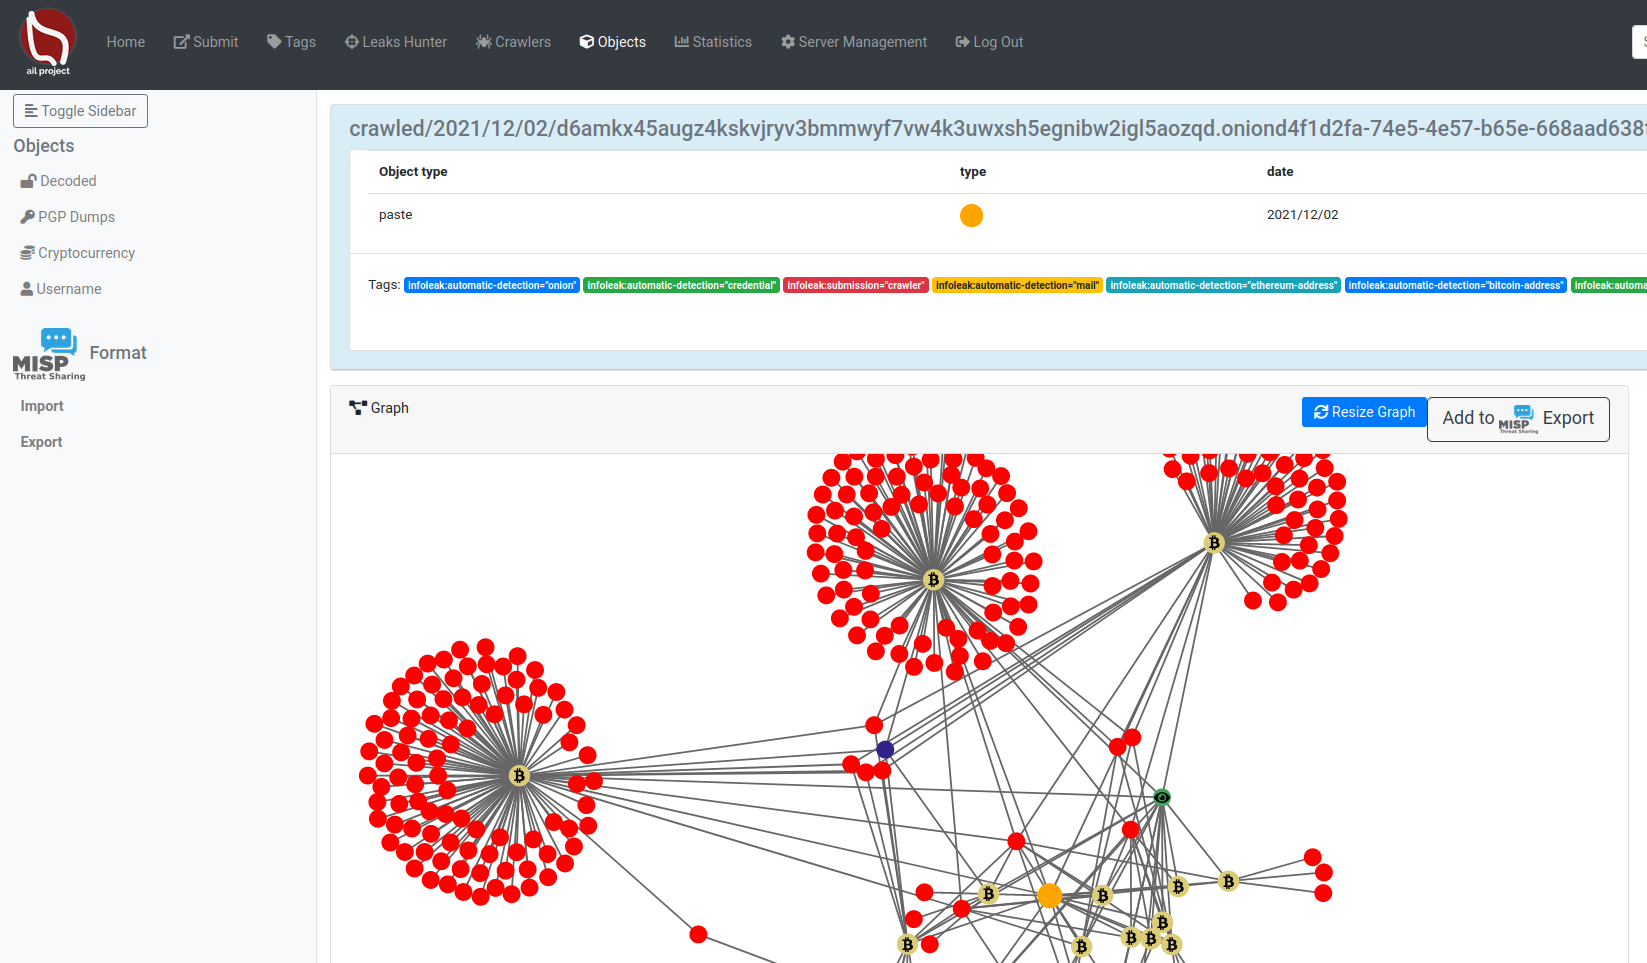 Home Submit Tags Leaks Hunter Crawlers Objects Statistics Server Management Log Out
ail project
Toggle Sidebar
Objects
Decoded
PGP Dumps
Cryptocurrency
Username
MISP
Threat Sharing
Format
Import
Export
crawled/2021/12/02/d6amkx45augz4kskvjryv3bmmwyf7vw4k3uwxsh5egnibw2igl5aozqd.oniond4f1d2fa-74e5-4e57-b65e-668aad638f
Object type type date
paste 2021/12/02
Tags: infoleak:automatic-detection="onion" infoleak:automatic-detection="credential" infoleak:submission="crawler" infoleak:automatic-detection="mail" infoleak:automatic-detection="ethereum-address" infoleak:automatic-detection="bitcoin-address" infoleak:automa
Graph
Resize Graph
Add to MISP Threat Sharing Export